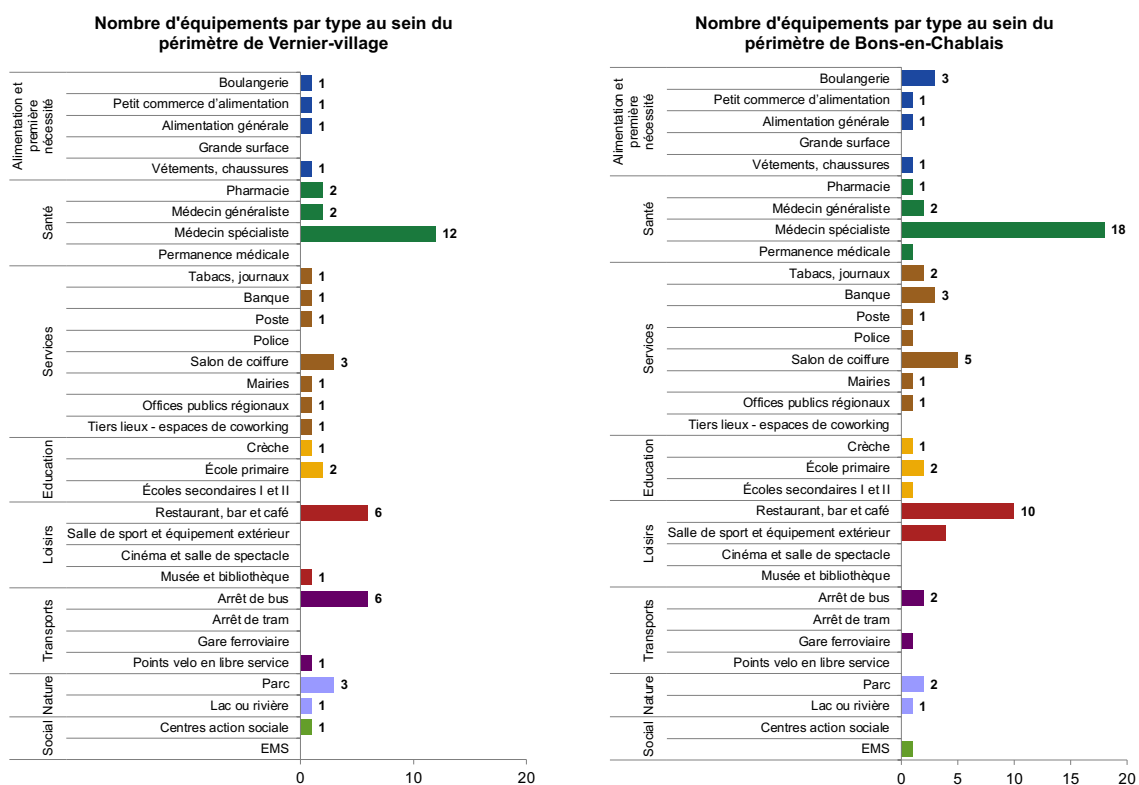 Nombre d'équipements par type au sein du
périmètre de Vernier-village
Alimentation et
première
nécessité
Boulangerie 1
Petit commerce d'alimentation 1
Alimentation générale 1
Grande surface
Vétements, chaussures 1
Santé
Pharmacie 2
Médecin généraliste 2
Médecin spécialiste 12
Permanence médicale
Services
Tabacs, journaux 1
Banque 1
Poste 1
Police
Salon de coiffure 3
Mairies 1
Offices publics régionaux 1
Tiers lieux - espaces de coworking 1
Education
Crèche 1
École primaire 2
Écoles secondaires I et II
Loisirs
Restaurant, bar et café 6
Salle de sport et équipement extérieur
Cinéma et salle de spectacle
Musée et bibliothèque 1
Transports
Arrêt de bus 6
Arrêt de tram
Gare ferroviaire
Points velo en libre service 1
Nature
Parc 3
Lac ou rivière 1
Social
Centres action sociale 1
EMS
0 10 20
Nombre d'équipements par type au sein du
périmètre de Bons-en-Chablais
Alimentation et
première
nécessité
Boulangerie 3
Petit commerce d'alimentation 1
Alimentation générale 1
Grande surface
Vétements, chaussures 1
Santé
Pharmacie 1
Médecin généraliste 2
Médecin spécialiste 18
Permanence médicale
Services
Tabacs, journaux 2
Banque 3
Poste 1
Police
Salon de coiffure 5
Mairies 1
Offices publics régionaux 1
Tiers lieux - espaces de coworking
Education
Crèche 1
École primaire 2
Écoles secondaires I et II
Loisirs
Restaurant, bar et café 10
Salle de sport et équipement extérieur
Cinéma et salle de spectacle
Musée et bibliothèque
Transports
Arrêt de bus 2
Arrêt de tram
Gare ferroviaire
Points velo en libre service
Nature
Parc 2
Lac ou rivière 1
Social
Centres action sociale
EMS
0 5 10 15 20